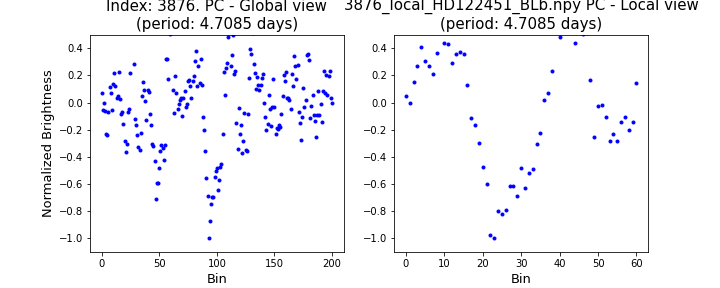 Index: 3876. PC - Global view
(period: 4.7085 days)
3876_local_HD122451_BLb.npy PC - Local view
(period: 4.7085 days)
Normalized Brightness
0.4
0.2
0.0
−0.2
−0.4
−0.6
−0.8
−1.0
0 50 100 150 200
Bin
0.4
0.2
0.0
−0.2
−0.4
−0.6
−0.8
−1.0
0 10 20 30 40 50 60
Bin